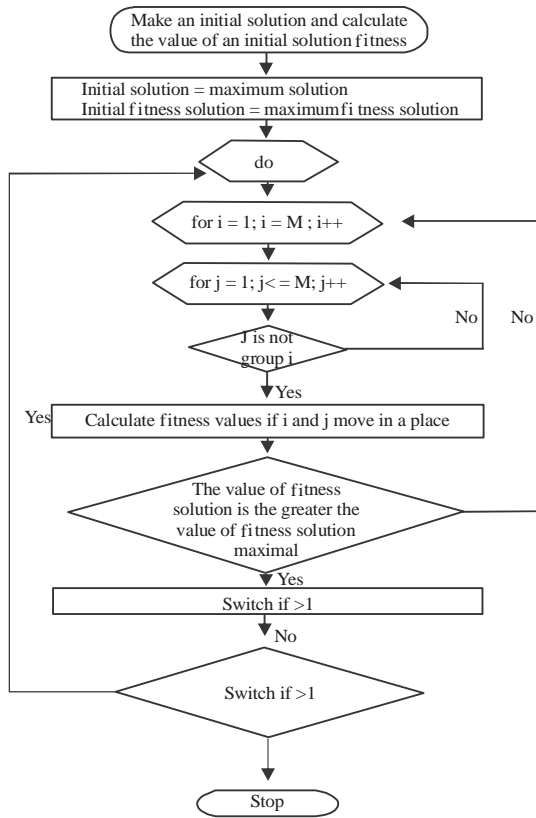 Make an initial solution and calculate
the value of an initial solution fitness
Initial solution = maximum solution
Initial fitness solution = maximumfi tness solution
do
for i = 1; i = M ; i++
for j = 1; j< = M; j++
No
No
J is not
group i
Yes
Yes
Calculate fitness values if i and j move in a place
The value of fitness
solution is the greater the
value of fitness solution
maximal
Yes
Switch if >1
No
Switch if >1
Stop